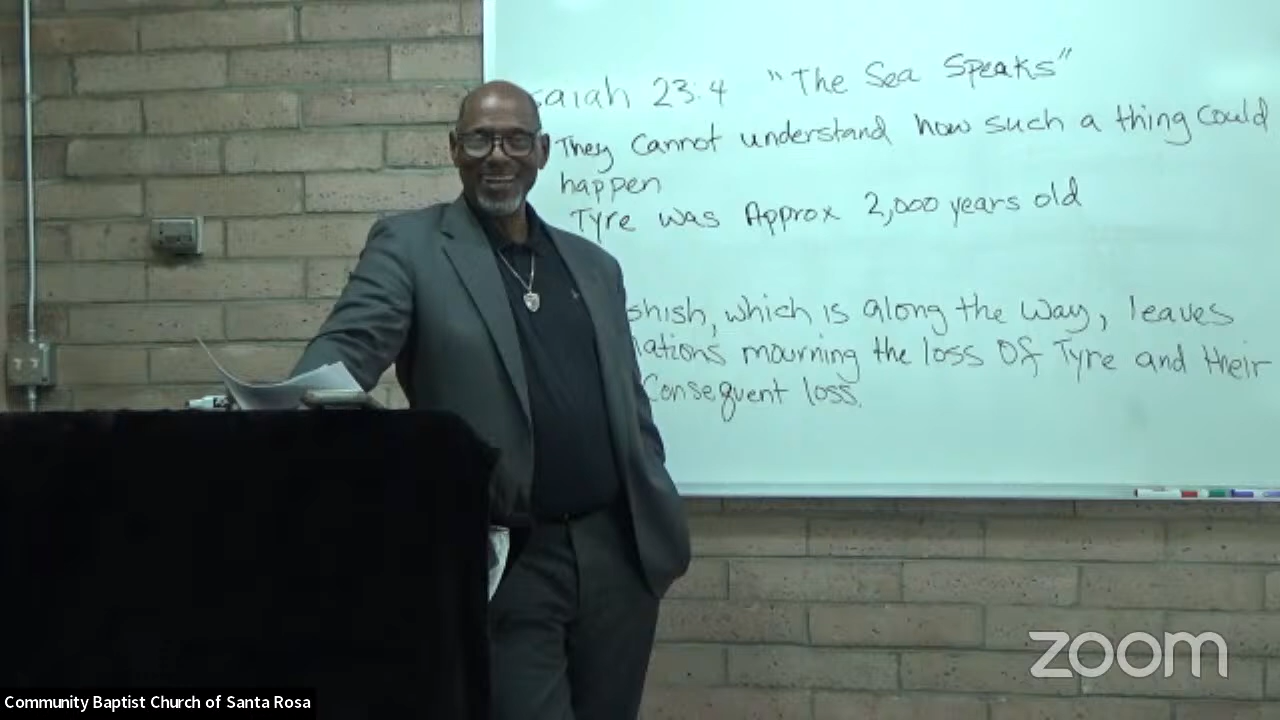 saiah 23:4 "The Sea Speaks"
They Cannot understand how such a thing Could
happen
Tyre was Approx 2,000 years old
shish, which is along the Way, leaves
nations mourning the loss Of Tyre and their
Consequent loss.
zoom
Community Baptist Church of Santa Rosa